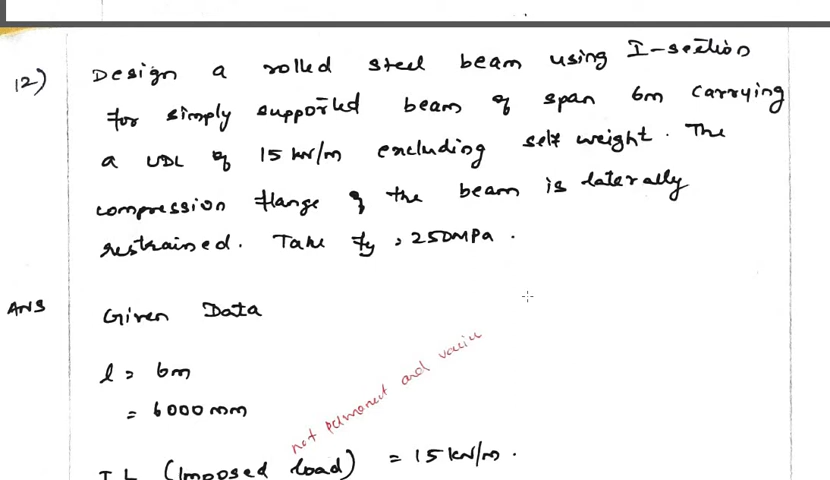 12) Design a rolled steel beam using I-section
for simply supported beam of span 6m carrying
a UDL of 15 kN/m excluding self weight. The
compression flange of the beam is laterally
restrained. Take fy = 250MPa.
ANS Given Data
l = 6m
= 6000 mm
not permanent and
I L (Imposed load) = 15 kN/m.